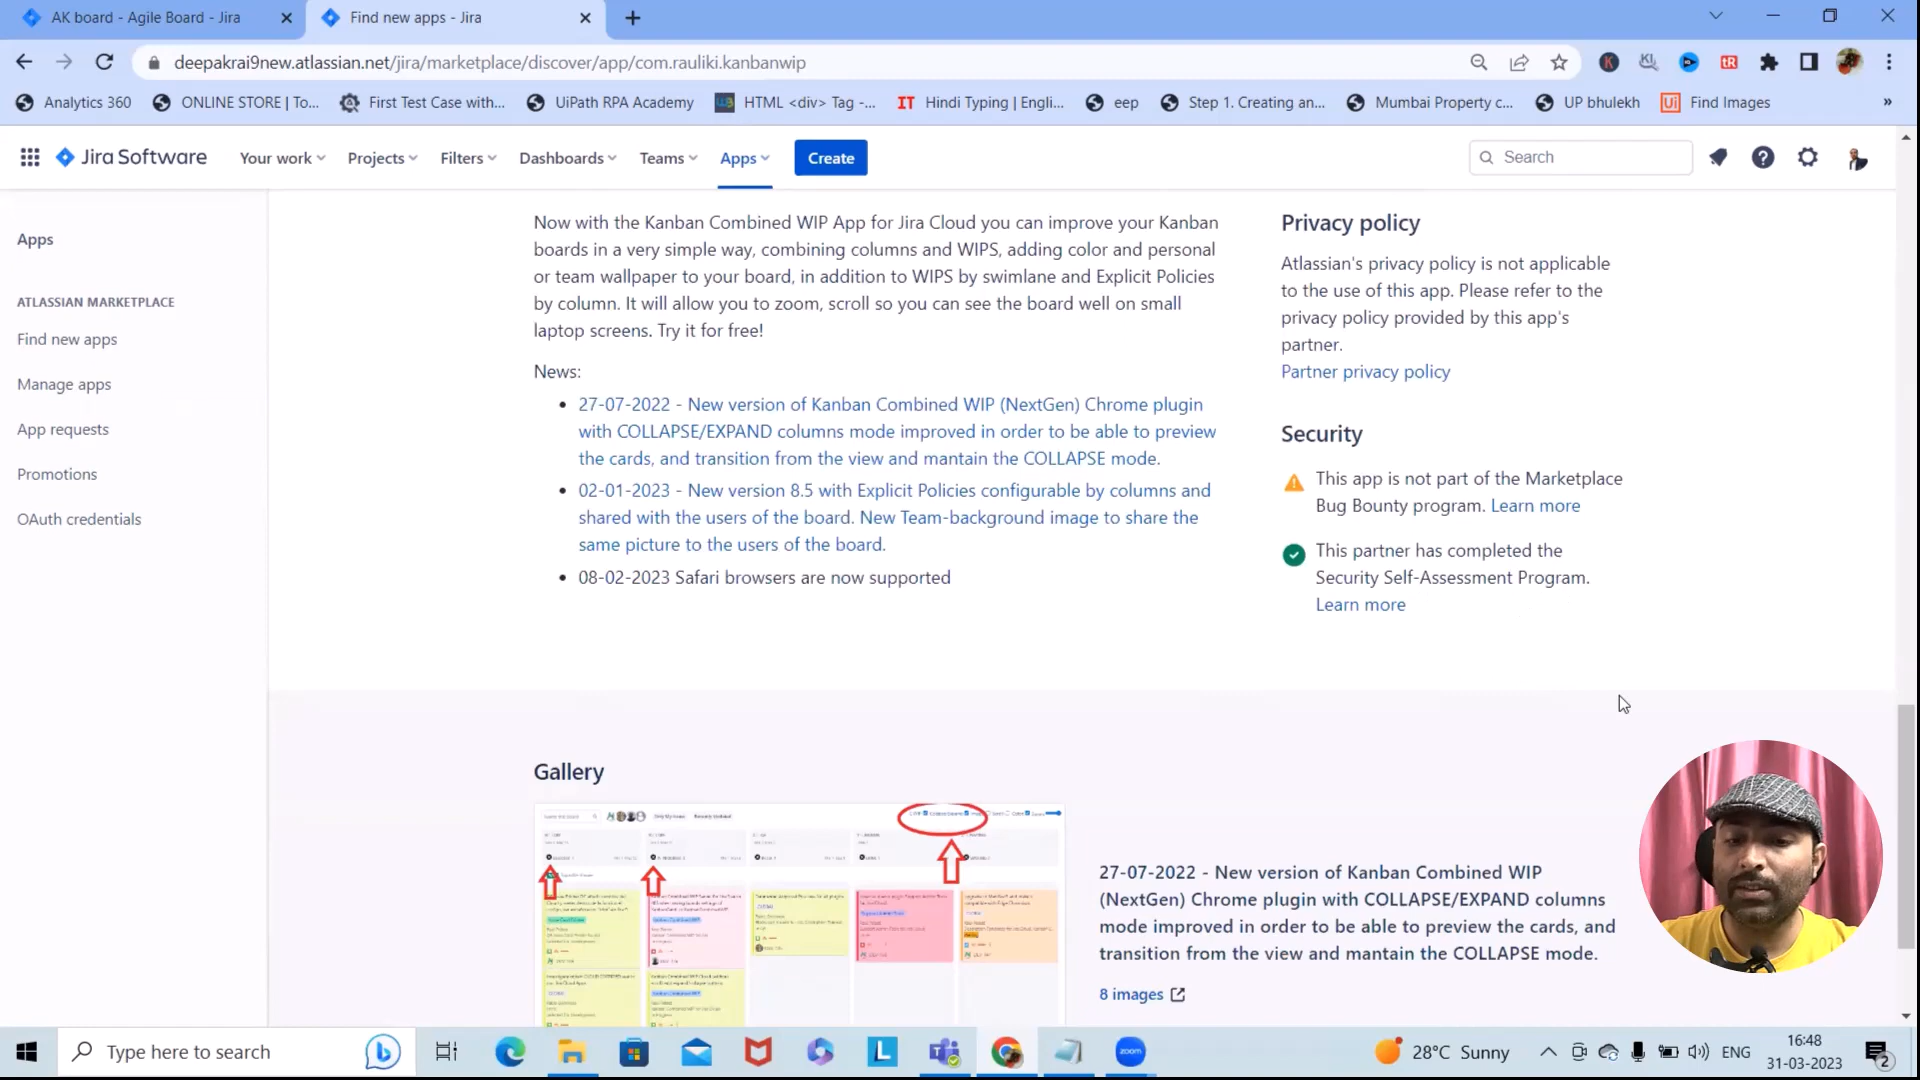 AK board - Agile Board - Jira
Find new apps - Jira
deepakrai9new.atlassian.net/jira/marketplace/discover/app/com.rauliki.kanbanwip
Analytics 360
ONLINE STORE | To...
First Test Case with...
UiPath RPA Academy
HTML <div> Tag -...
IT Hindi Typing | Engli...
eep
Step 1. Creating an...
Mumbai Property c...
UP bhulekh
Ui Find Images
»
Jira Software
Your work
Projects
Filters
Dashboards
Teams
Apps
Create
Search
Apps
ATLASSIAN MARKETPLACE
Find new apps
Manage apps
App requests
Promotions
OAuth credentials
Now with the Kanban Combined WIP App for Jira Cloud you can improve your Kanban
boards in a very simple way, combining columns and WIPS, adding color and personal
or team wallpaper to your board, in addition to WIPS by swimlane and Explicit Policies
by column. It will allow you to zoom, scroll so you can see the board well on small
laptop screens. Try it for free!
News:
• 27-07-2022 - New version of Kanban Combined WIP (NextGen) Chrome plugin
with COLLAPSE/EXPAND columns mode improved in order to be able to preview
the cards, and transition from the view and mantain the COLLAPSE mode.
• 02-01-2023 - New version 8.5 with Explicit Policies configurable by columns and
shared with the users of the board. New Team-background image to share the
same picture to the users of the board.
• 08-02-2023 Safari browsers are now supported
Privacy policy
Atlassian's privacy policy is not applicable
to the use of this app. Please refer to the
privacy policy provided by this app's
partner.
Partner privacy policy
Security
This app is not part of the Marketplace
Bug Bounty program. Learn more
This partner has completed the
Security Self-Assessment Program.
Learn more
Gallery
27-07-2022 - New version of Kanban Combined WIP
(NextGen) Chrome plugin with COLLAPSE/EXPAND columns
mode improved in order to be able to preview the cards, and
transition from the view and mantain the COLLAPSE mode.
8 images
Type here to search
zoom
28°C Sunny
ENG
16:48
31-03-2023
2